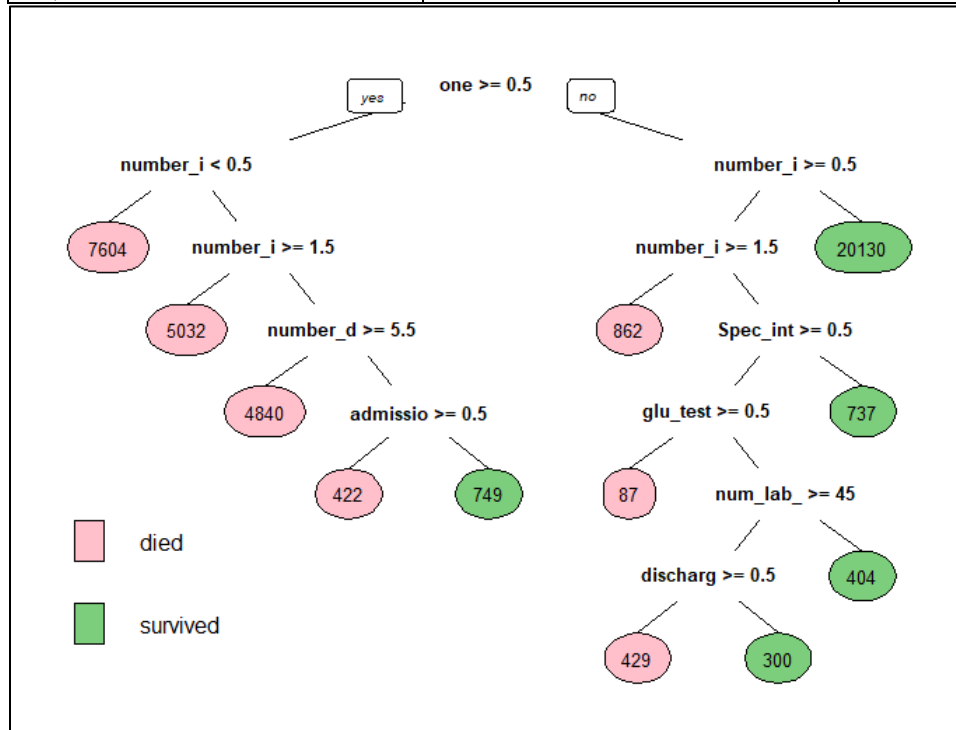 one >= 0.5
yes
no
number_i < 0.5
number_i >= 0.5
7604
number_i >= 1.5
number_i >= 1.5
20130
5032
number_d >= 5.5
862
Spec_int >= 0.5
4840
admissio >= 0.5
glu_test >= 0.5
737
422
749
87
num_lab_ >= 45
died
discharg >= 0.5
404
survived
429
300